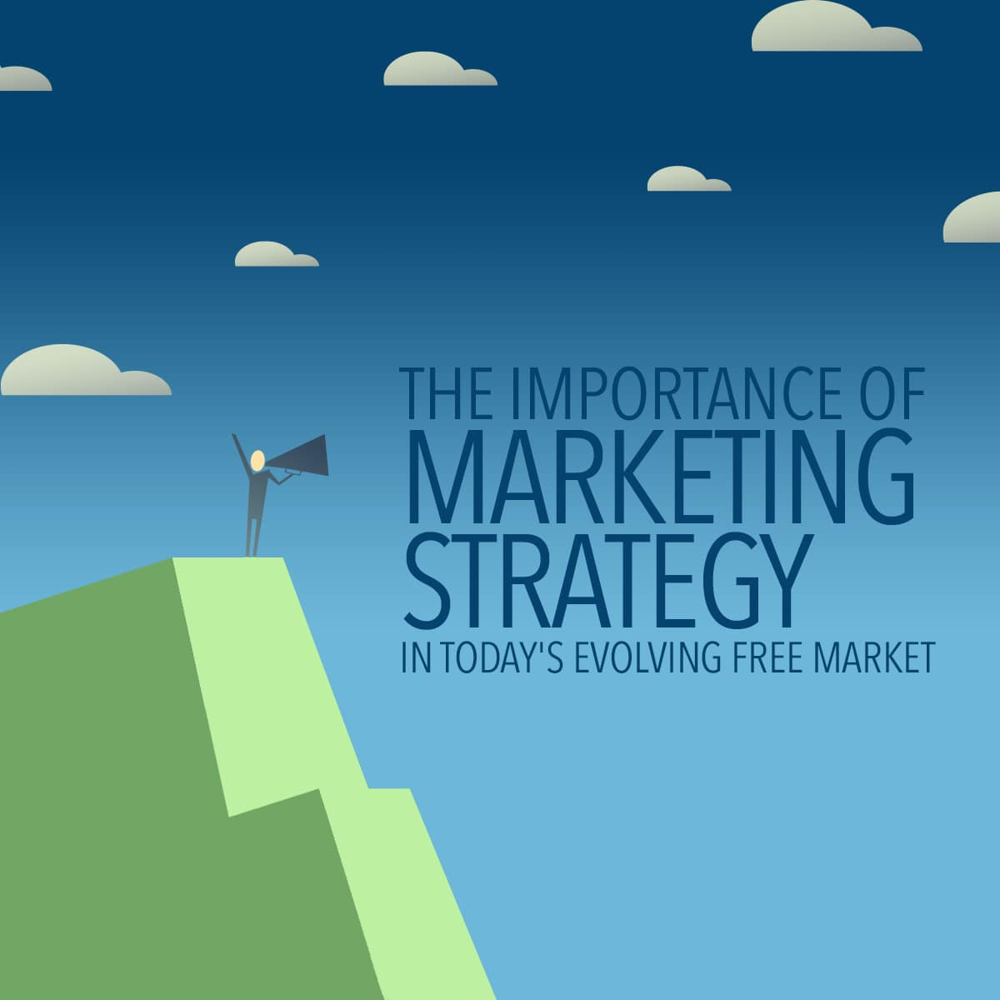 THE IMPORTANCE OF
MARKETING
STRATEGY
IN TODAY'S EVOLVING FREE MARKET